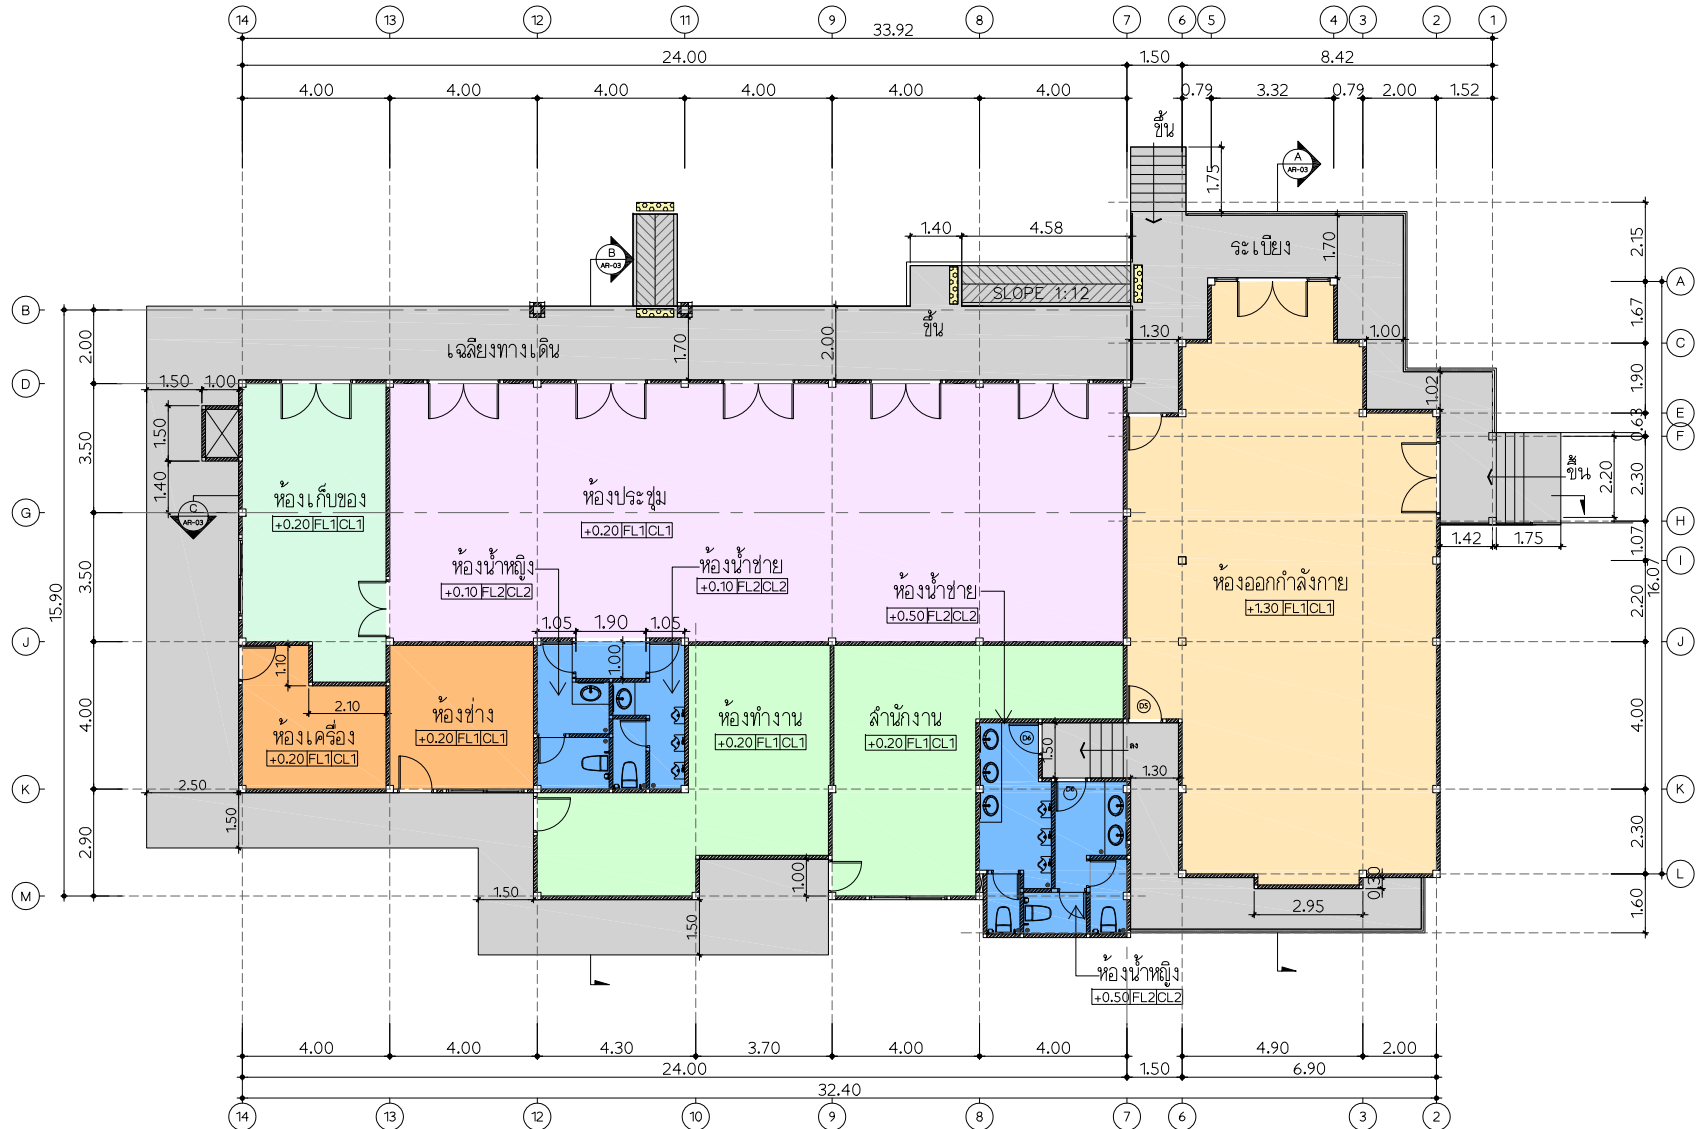 14 13 12 11 9 8 7 6 5 4 3 2 1
33.92
24.00 1.50 8.42
4.00 4.00 4.00 4.00 4.00 4.00 0.79 3.32 0.79 2.00 1.52
ขึ้น
A
AR-03
1.75
B
AR-03
1.40 4.58
ระเบียง
1.70
2.15
SLOPE 1:12
A
B
ขึ้น
1.67
2.00
เฉลียงทางเดิน
1.70
2.00
1.30
1.00
C
D
1.50 1.00
1.02
1.90
E
0.63
F
1.50
3.50
1.40
ห้องเก็บของ
+0.20 FL1 CL1
ห้องประชุม
+0.20 FL1 CL1
ขึ้น
2.20
2.30
G
C
AR-03
H
1.42 1.75
1.07
I
ห้องน้ำหญิง
+0.10 FL2 CL2
ห้องน้ำชาย
+0.10 FL2 CL2
ห้องน้ำชาย
+0.50 FL2 CL2
ห้องออกกำลังกาย
+1.30 FL1 CL1
3.50
15.90
16.07
2.20
1.05 1.90 1.05
J
J
1.10
1.00
2.10
ห้องช่าง
+0.20 FL1 CL1
ห้องเครื่อง
+0.20 FL1 CL1
ห้องทำงาน
+0.20 FL1 CL1
สำนักงาน
+0.20 FL1 CL1
D5
D6
ลง
1.50
1.30
4.00
4.00
K
2.50
D6
K
1.50
2.90
1.00
2.30
0.30
L
M
1.50
2.95
1.50
1.60
ห้องน้ำหญิง
+0.50 FL2 CL2
4.00 4.00 4.30 3.70 4.00 4.00 4.90 2.00
24.00 1.50 6.90
32.40
14 13 12 10 9 8 7 6 3 2